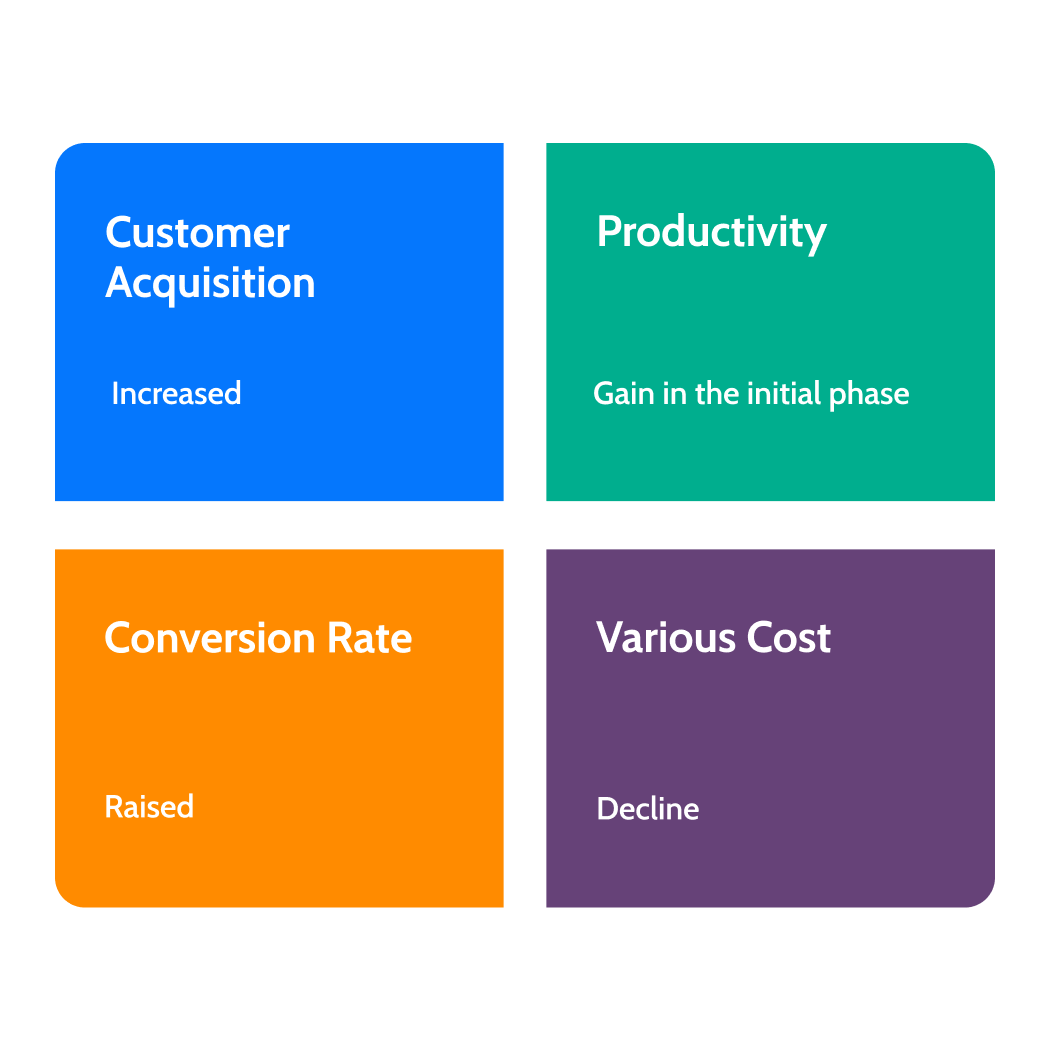 Customer
Acquisition
Increased
Productivity
Gain in the initial phase
Conversion Rate
Raised
Various Cost
Decline